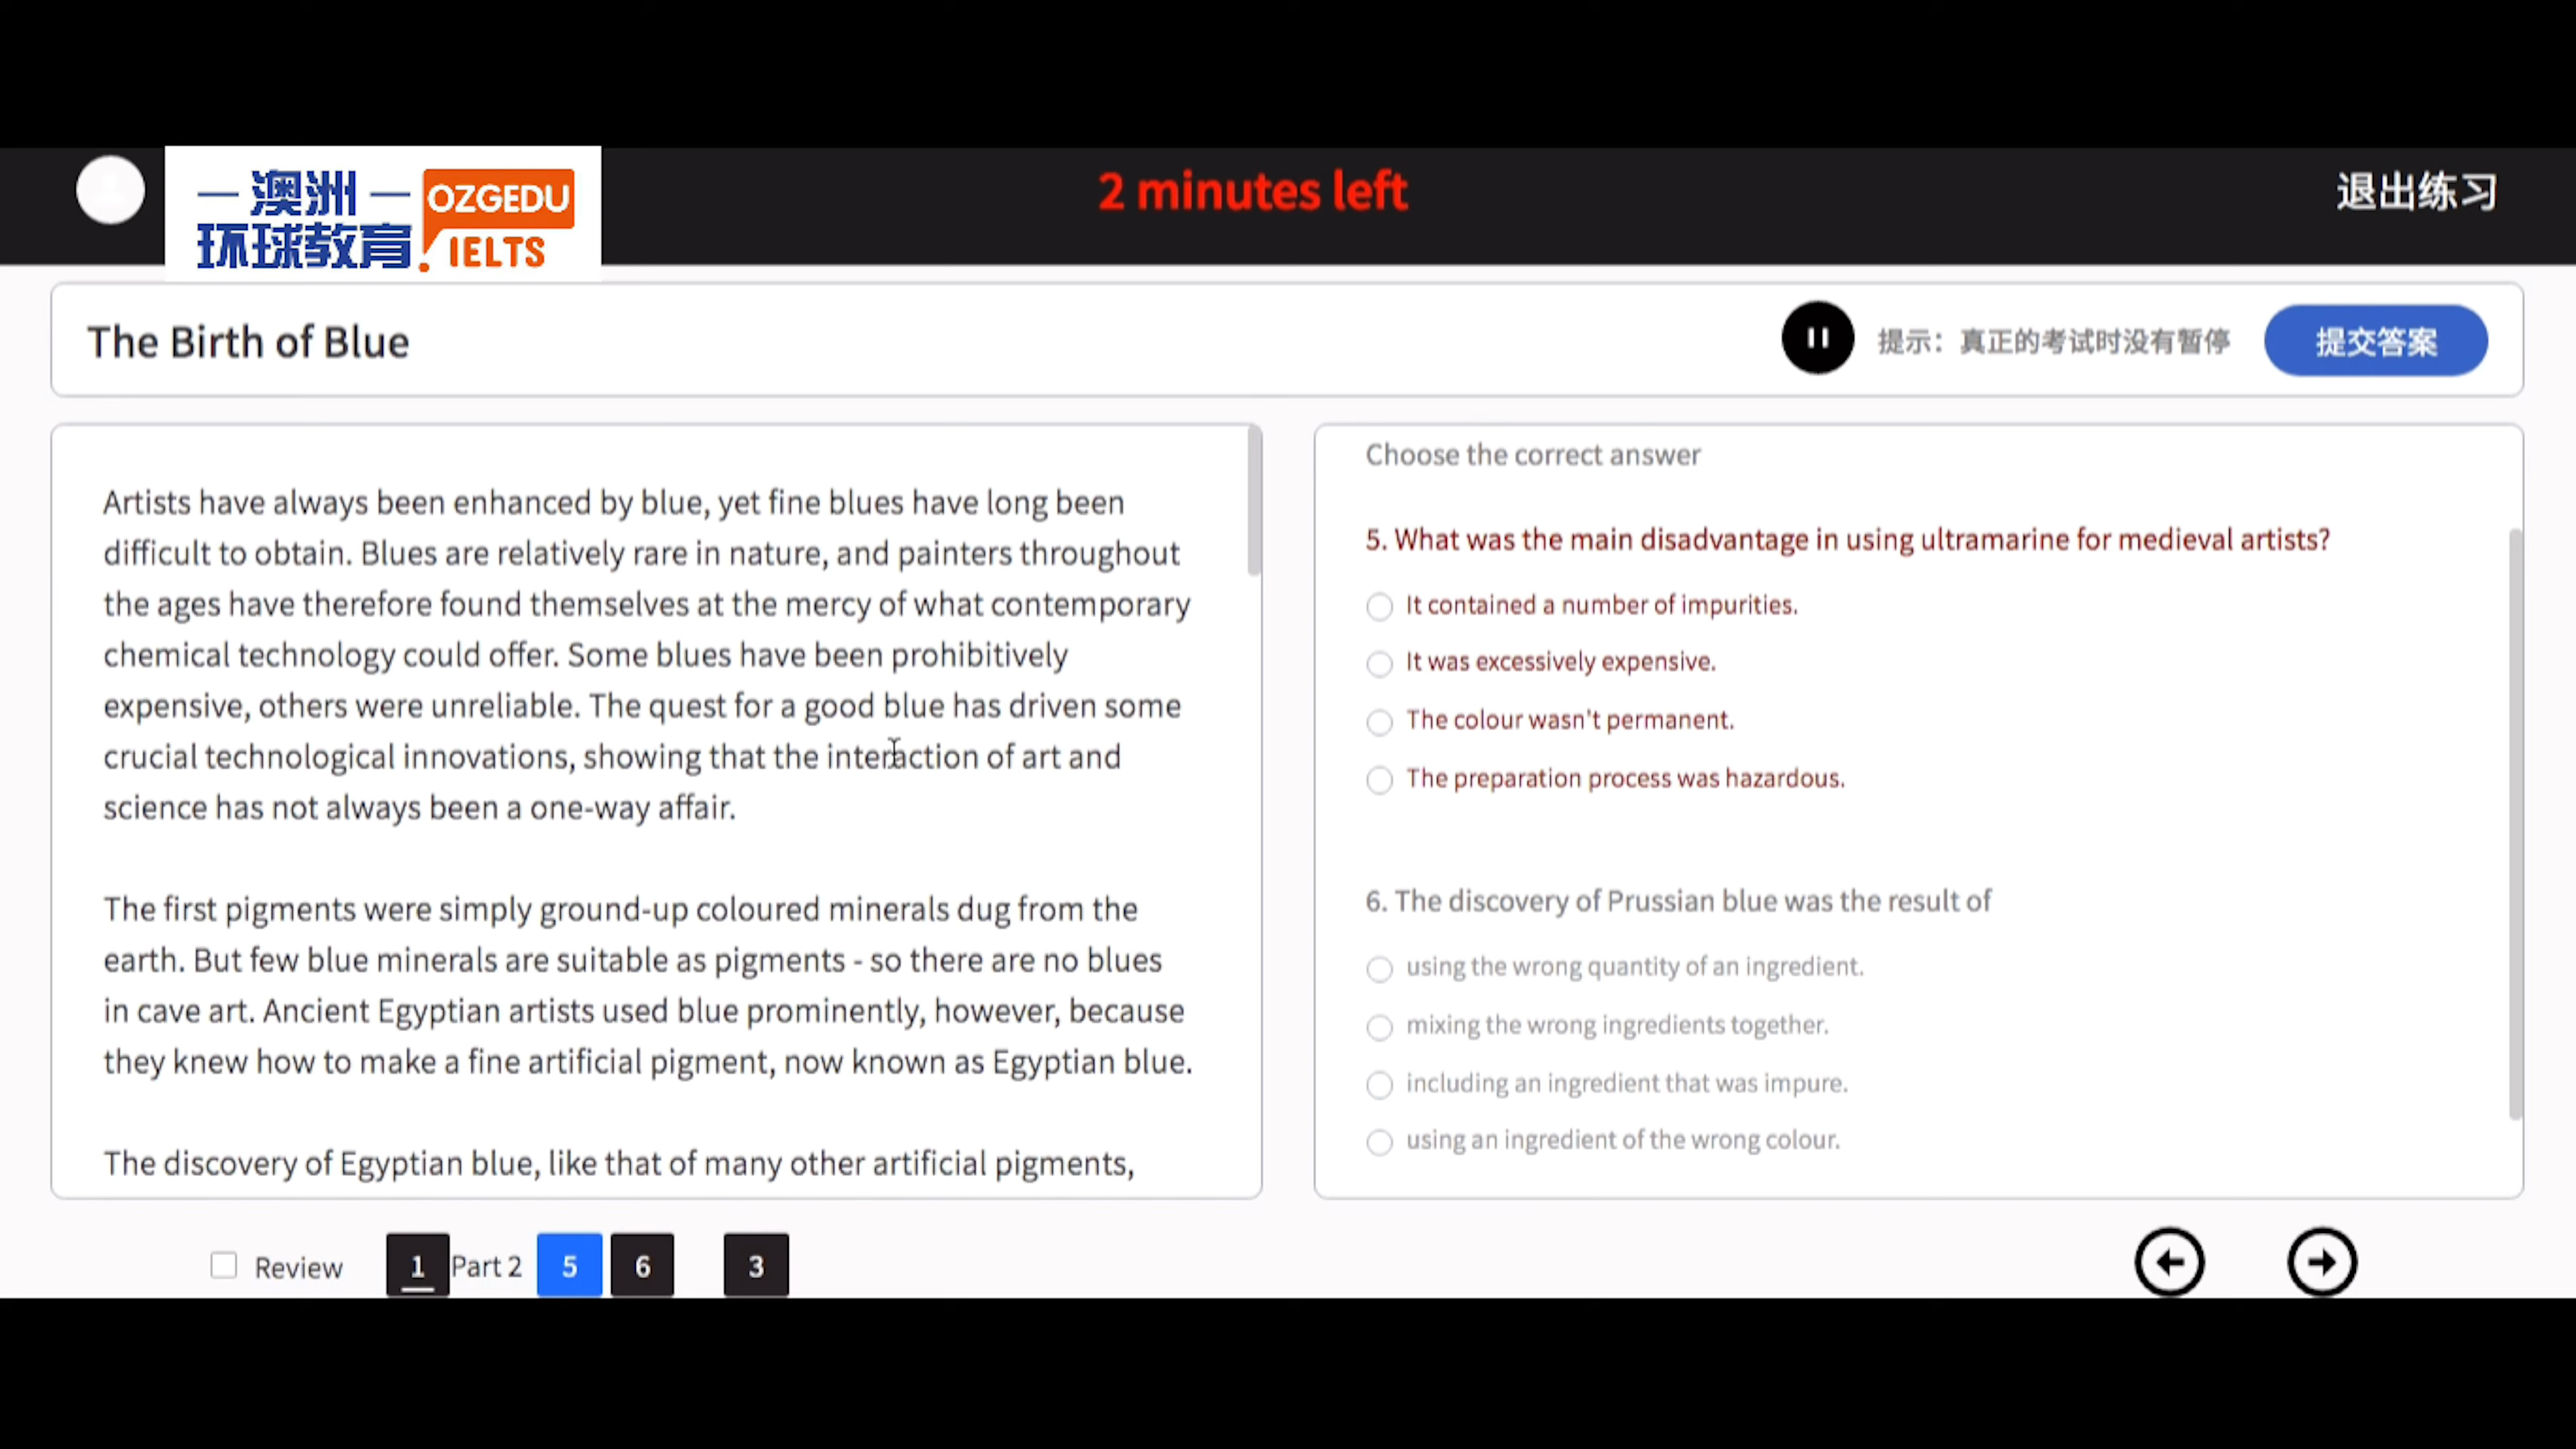 澳洲
环球教育
OZGEDU
IELTS
2 minutes left
退出练习
The Birth of Blue
提示：真正的考试时没有暂停
提交答案
Artists have always been enhanced by blue, yet fine blues have long been
difficult to obtain. Blues are relatively rare in nature, and painters throughout
the ages have therefore found themselves at the mercy of what contemporary
chemical technology could offer. Some blues have been prohibitively
expensive, others were unreliable. The quest for a good blue has driven some
crucial technological innovations, showing that the interaction of art and
science has not always been a one-way affair.
The first pigments were simply ground-up coloured minerals dug from the
earth. But few blue minerals are suitable as pigments - so there are no blues
in cave art. Ancient Egyptian artists used blue prominently, however, because
they knew how to make a fine artificial pigment, now known as Egyptian blue.
The discovery of Egyptian blue, like that of many other artificial pigments,
Choose the correct answer
5. What was the main disadvantage in using ultramarine for medieval artists?
It contained a number of impurities.
It was excessively expensive.
The colour wasn't permanent.
The preparation process was hazardous.
6. The discovery of Prussian blue was the result of
using the wrong quantity of an ingredient.
mixing the wrong ingredients together.
including an ingredient that was impure.
using an ingredient of the wrong colour.
Review 1 Part 2 5 6 3